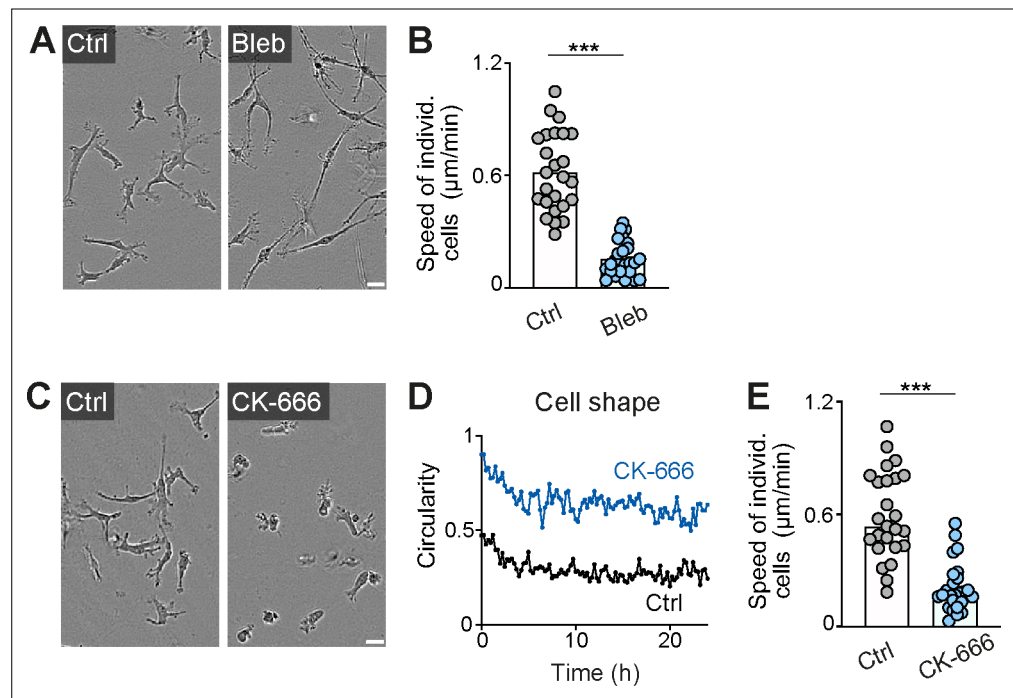 A
Ctrl
Bleb
B
***
Speed of individ.
cells (µm/min)
1.2
0.6
0
Ctrl
Bleb
C
Ctrl
CK-666
D
Cell shape
Circularity
1
0.5
0
CK-666
Ctrl
0
10
20
Time (h)
E
***
Speed of individ.
cells (µm/min)
1.2
0.6
0
Ctrl
CK-666